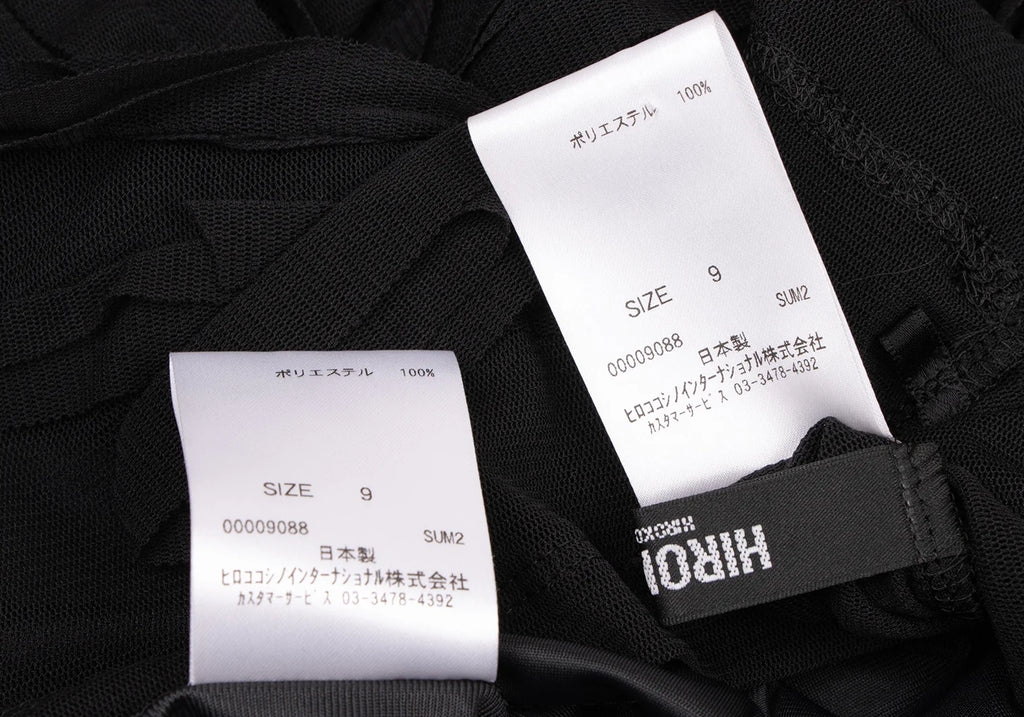 ポリエステル 100%
SIZE 9
SUM2
00009088
日本製
ヒロココシノインターナショナル株式会社
カスタマーサービス 03-3478-4392
ポリエステル 100%
SIZE 9
00009088
SUM2
日本製
ヒロココシノインターナショナル株式会社
カスタマーサービス 03-3478-4392